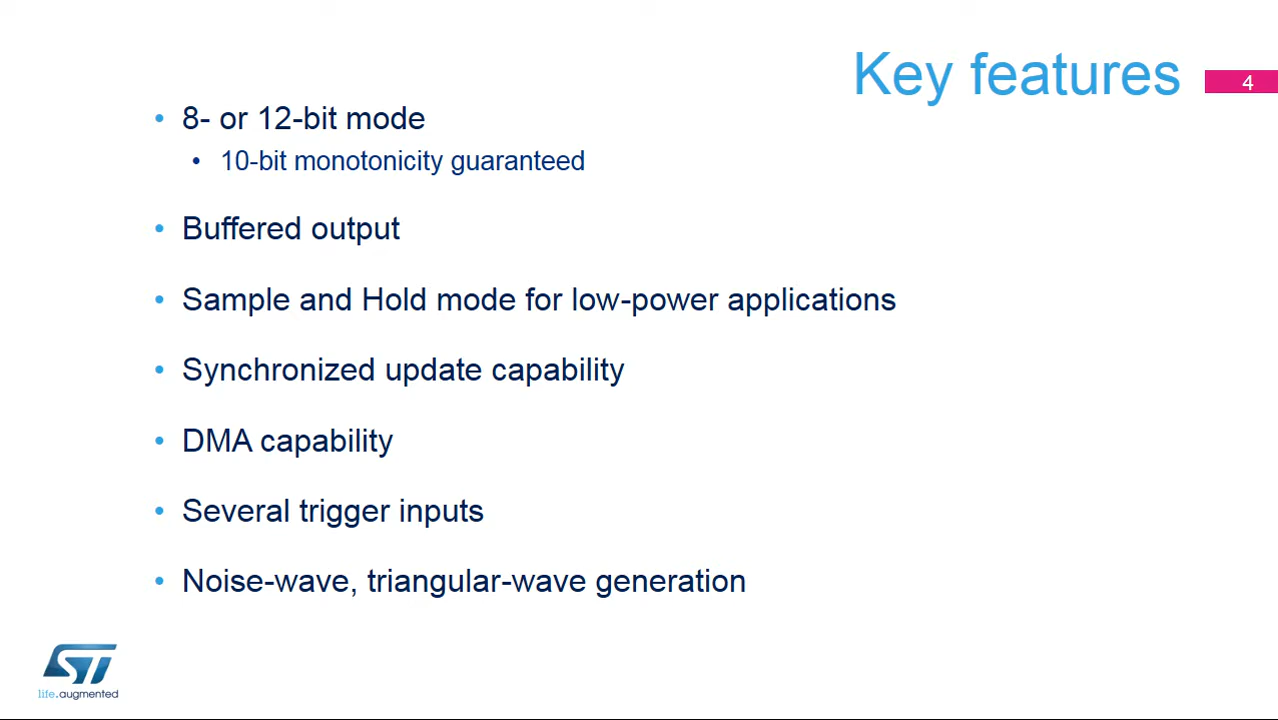 Key features
4
• 8- or 12-bit mode
• 10-bit monotonicity guaranteed
• Buffered output
• Sample and Hold mode for low-power applications
• Synchronized update capability
• DMA capability
• Several trigger inputs
• Noise-wave, triangular-wave generation
ST
life.augmented